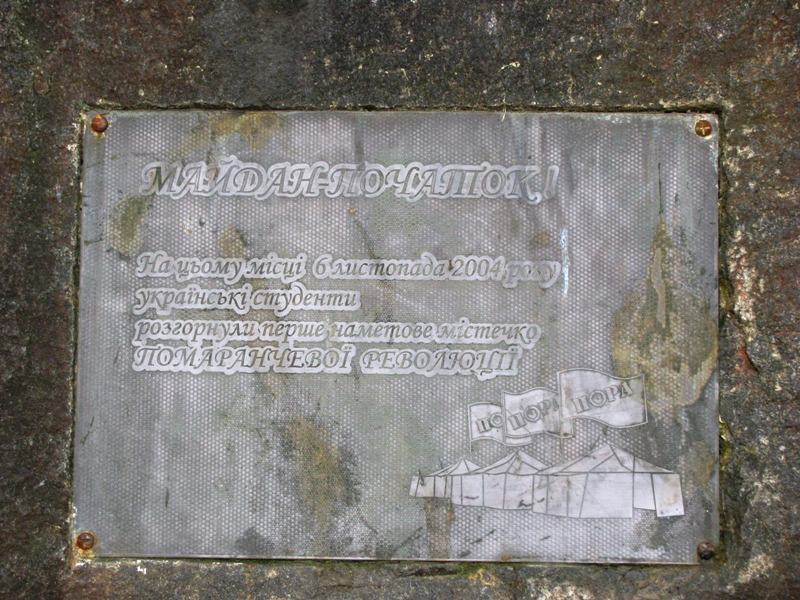 МАЙДАН-ПОЧАТОК!
На цьому місці 6 листопада 2004 року
українські студенти
розгорнули перше наметове містечко
ПОМАРАНЧЕВОЇ РЕВОЛЮЦІЇ
ПО ПОРА ПОРА